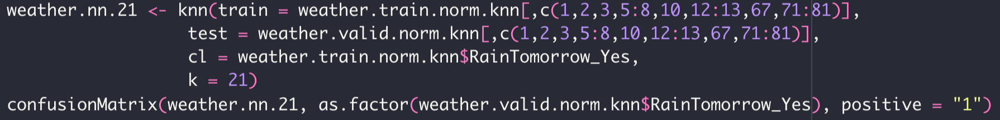 weather.nn.21 <- knn(train = weather.train.norm.knn[,c(1,2,3,5:8,10,12:13,67,71:81)],
test = weather.valid.norm.knn[,c(1,2,3,5:8,10,12:13,67,71:81)],
cl = weather.train.norm.knn$RainTomorrow_Yes,
k = 21)
confusionMatrix(weather.nn.21, as.factor(weather.valid.norm.knn$RainTomorrow_Yes), positive = "1")